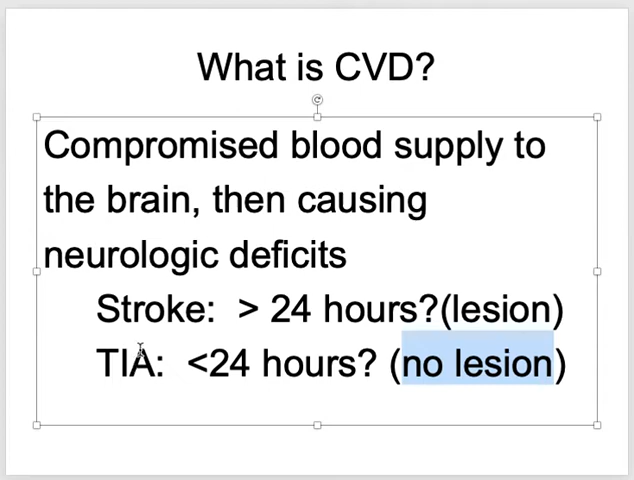 What is CVD?
Compromised blood supply to
the brain, then causing
neurologic deficits
Stroke:  > 24 hours?(lesion)
TIA:  <24 hours? (no lesion)